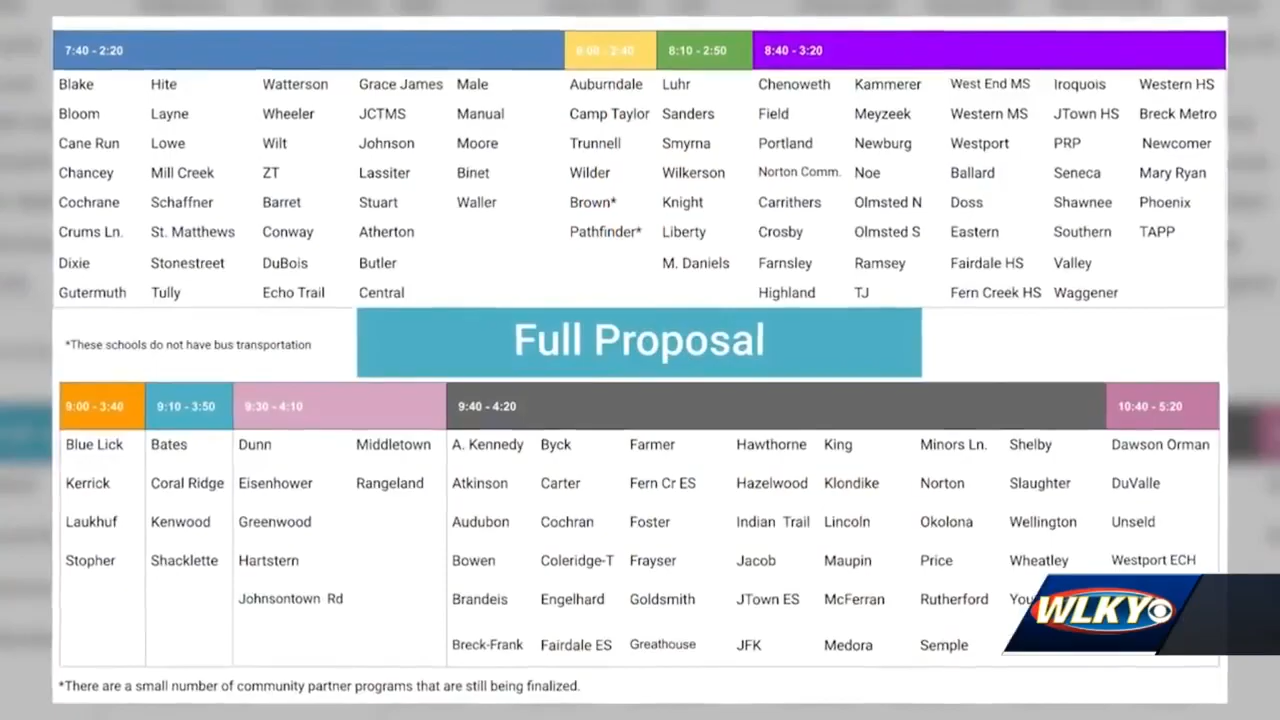 7:40 - 2:20 8:00 - 2:40 8:10 - 2:50 8:40 - 3:20
Blake Hite Watterson Grace James Male Auburndale Luhr Chenoweth Kammerer West End MS Iroquois Western HS
Bloom Layne Wheeler JCTMS Manual Camp Taylor Sanders Field Meyzeek Western MS JTown HS Breck Metro
Cane Run Lowe Wilt Johnson Moore Trunnell Smyrna Portland Newburg Westport PRP Newcomer
Chancey Mill Creek ZT Lassiter Binet Wilder Wilkerson Norton Comm. Noe Ballard Seneca Mary Ryan
Cochrane Schaffner Barret Stuart Waller Brown* Knight Carrithers Olmsted N Doss Shawnee Phoenix
Crums Ln. St. Matthews Conway Atherton Pathfinder* Liberty Crosby Olmsted S Eastern Southern TAPP
Dixie Stonestreet DuBois Butler M. Daniels Farnsley Ramsey Fairdale HS Valley
Gutermuth Tully Echo Trail Central Highland TJ Fern Creek HS Waggener
*These schools do not have bus transportation
Full Proposal
9:00 - 3:40 9:10 - 3:50 9:30 - 4:10 9:40 - 4:20 10:40 - 5:20
Blue Lick Bates Dunn Middletown A. Kennedy Byck Farmer Hawthorne King Minors Ln. Shelby Dawson Orman
Kerrick Coral Ridge Eisenhower Rangeland Atkinson Carter Fern Cr ES Hazelwood Klondike Norton Slaughter DuValle
Laukhuf Kenwood Greenwood Audubon Cochran Foster Indian Trail Lincoln Okolona Wellington Unseld
Stopher Shacklette Hartstern Bowen Coleridge-T Frayser Jacob Maupin Price Wheatley Westport ECH
Johnsontown Rd Brandeis Engelhard Goldsmith JTown ES McFerran Rutherford
Breck-Frank Fairdale ES Greathouse JFK Medora Semple
WLKY
*There are a small number of community partner programs that are still being finalized.